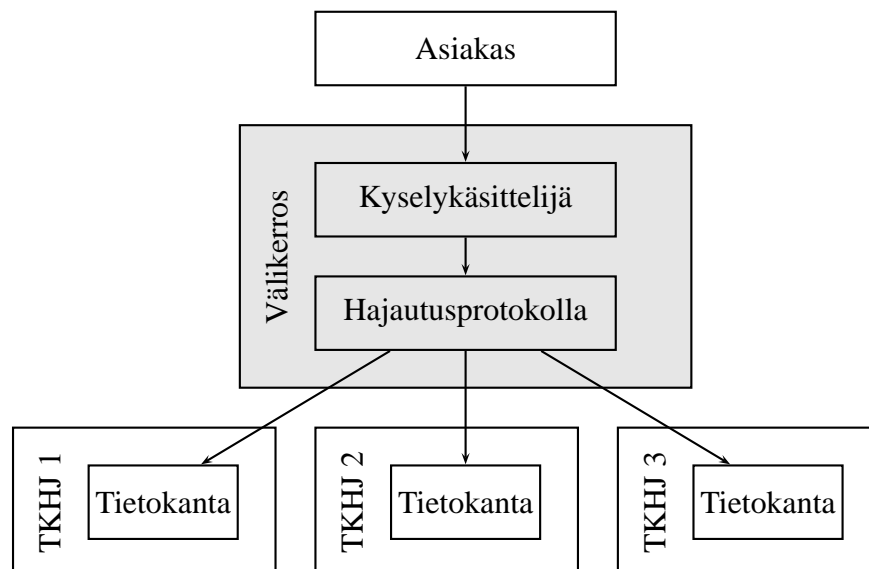 Asiakas
Välikerros
Kyselykäsittelijä
Hajautusprotokolla
TKHJ 1
Tietokanta
TKHJ 2
Tietokanta
TKHJ 3
Tietokanta